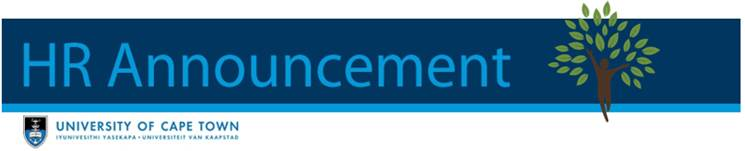 HR Announcement
UNIVERSITY OF CAPE TOWN
IYUNIVESITHI YASEKAPA • UNIVERSITEIT VAN KAAPSTAD